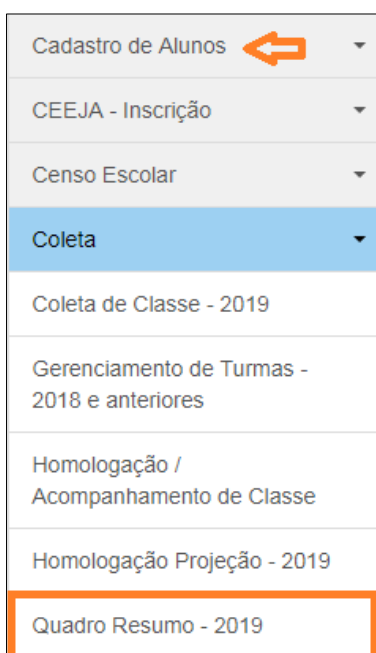 Cadastro de Alunos
CEEJA - Inscrição
Censo Escolar
Coleta
Coleta de Classe - 2019
Gerenciamento de Turmas -
2018 e anteriores
Homologação /
Acompanhamento de Classe
Homologação Projeção - 2019
Quadro Resumo - 2019